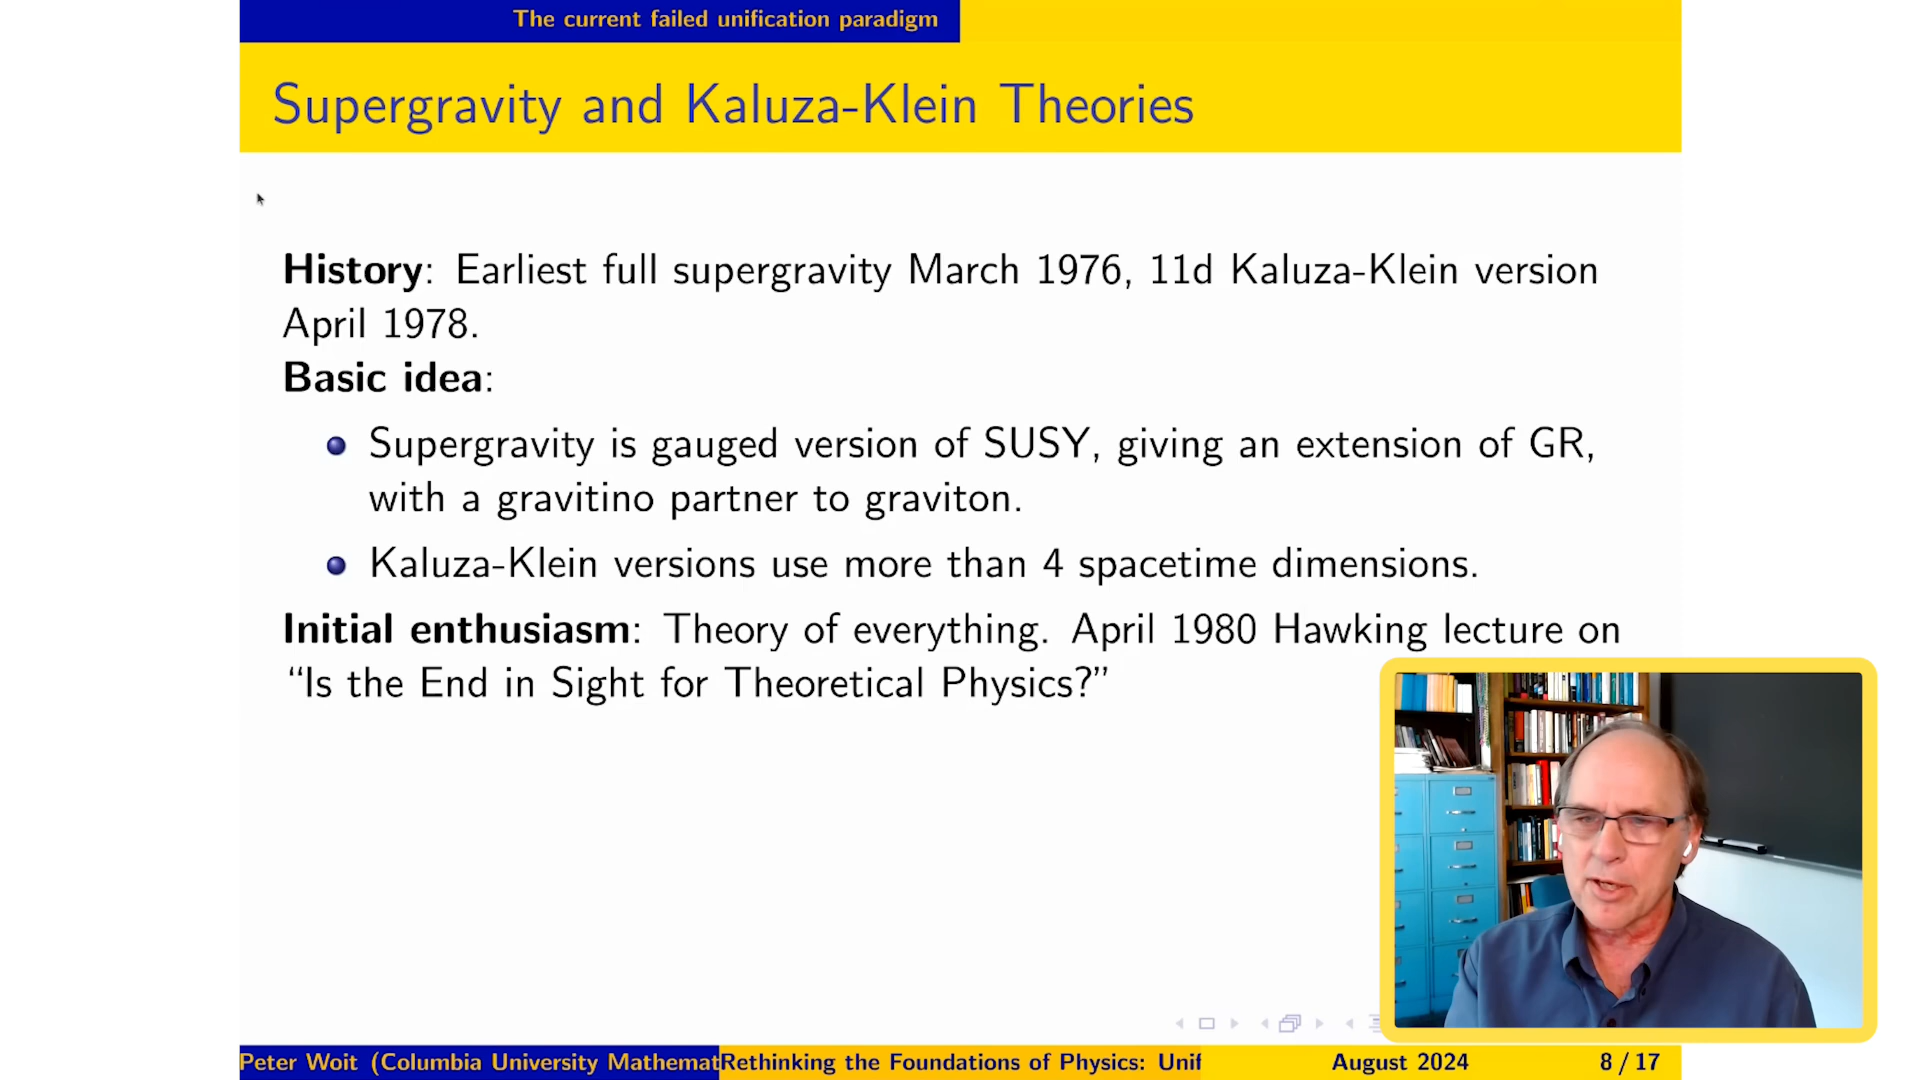 The current failed unification paradigm
Supergravity and Kaluza-Klein Theories
History: Earliest full supergravity March 1976, 11d Kaluza-Klein version
April 1978.
Basic idea:
Supergravity is gauged version of SUSY, giving an extension of GR,
with a gravitino partner to graviton.
Kaluza-Klein versions use more than 4 spacetime dimensions.
Initial enthusiasm: Theory of everything. April 1980 Hawking lecture on
“Is the End in Sight for Theoretical Physics?”
Peter Woit (Columbia University Mathemat Rethinking the Foundations of Physics: Unif August 2024 8 / 17